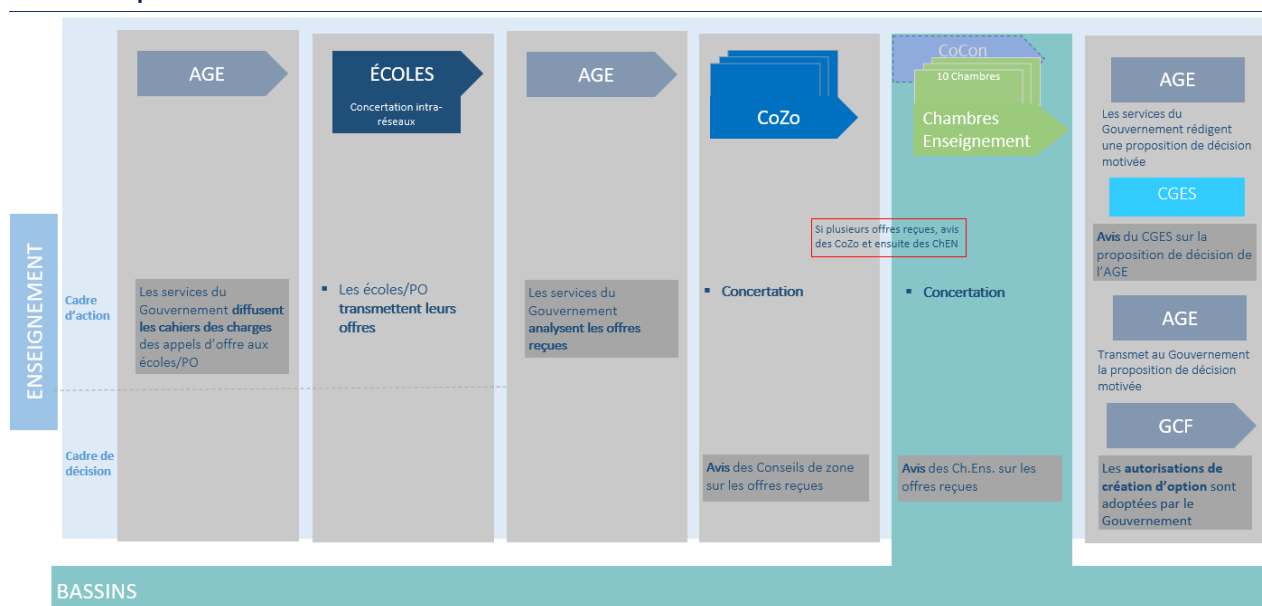 AGE
Les services du
Gouvernement diffusent
les cahiers des charges
des appels d'offre aux
écoles/PO
ÉCOLES
Concertation intra-
réseaux
▪ Les écoles/PO
transmettent leurs
offres
AGE
Les services du
Gouvernement
analysent les offres
reçues
CoZo
▪ Concertation
Avis des Conseils de zone
sur les offres reçues
Si plusieurs offres reçues, avis
des CoZo et ensuite des ChEN
CoCon
10 Chambres
Chambres
Enseignement
▪ Concertation
Avis des Ch.Ens. sur les
offres reçues
AGE
Les services du
Gouvernement rédigent
une proposition de décision
motivée
CGES
Avis du CGES sur la
proposition de décision de
l'AGE
AGE
Transmet au Gouvernement
la proposition de décision
motivée
GCF
Les autorisations de
création d'option sont
adoptées par le
Gouvernement
ENSEIGNEMENT
Cadre
d'action
Cadre de
décision
BASSINS